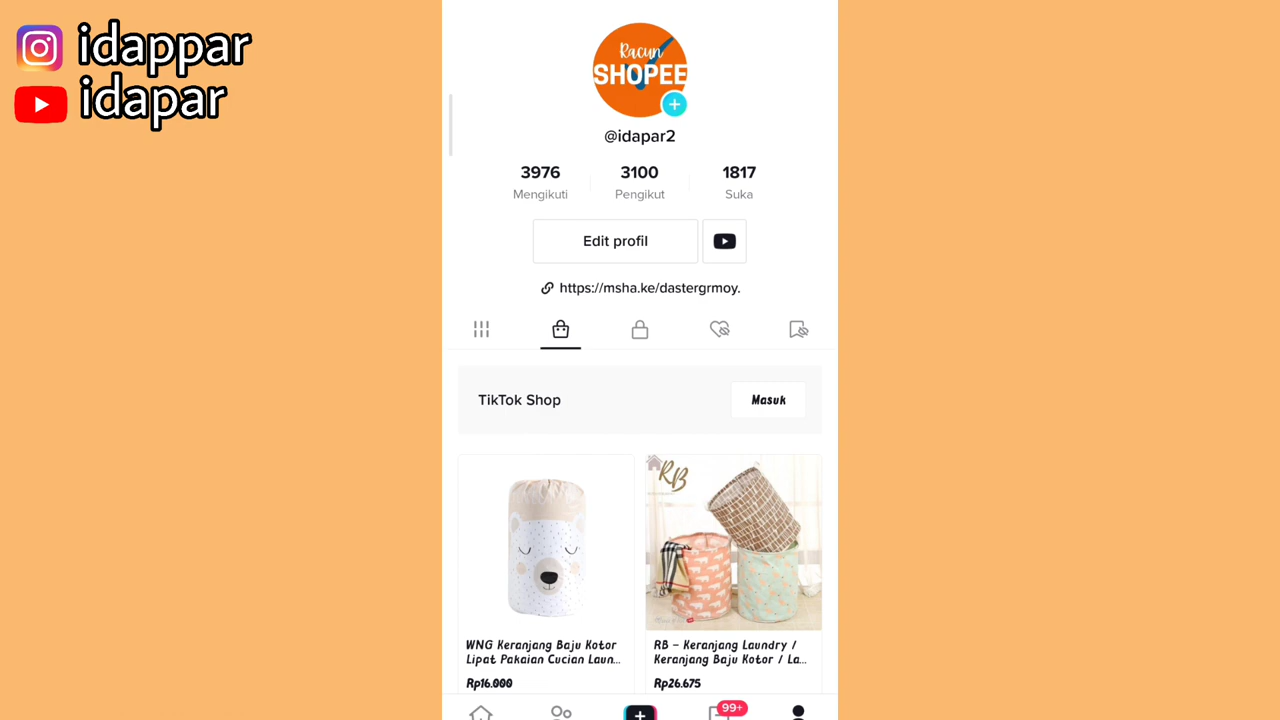 idappar
idapar
Racun
SHOPEE
@idapar2
3976
Mengikuti
3100
Pengikut
1817
Suka
Edit profil
https://msha.ke/dastergrmoy.
TikTok Shop
Masuk
RB
WNG Keranjang Baju Kotor
Lipat Pakaian Cucian Laun...
Rp16.000
RB - Keranjang Laundry /
Keranjang Baju Kotor / La...
Rp26.675
99+